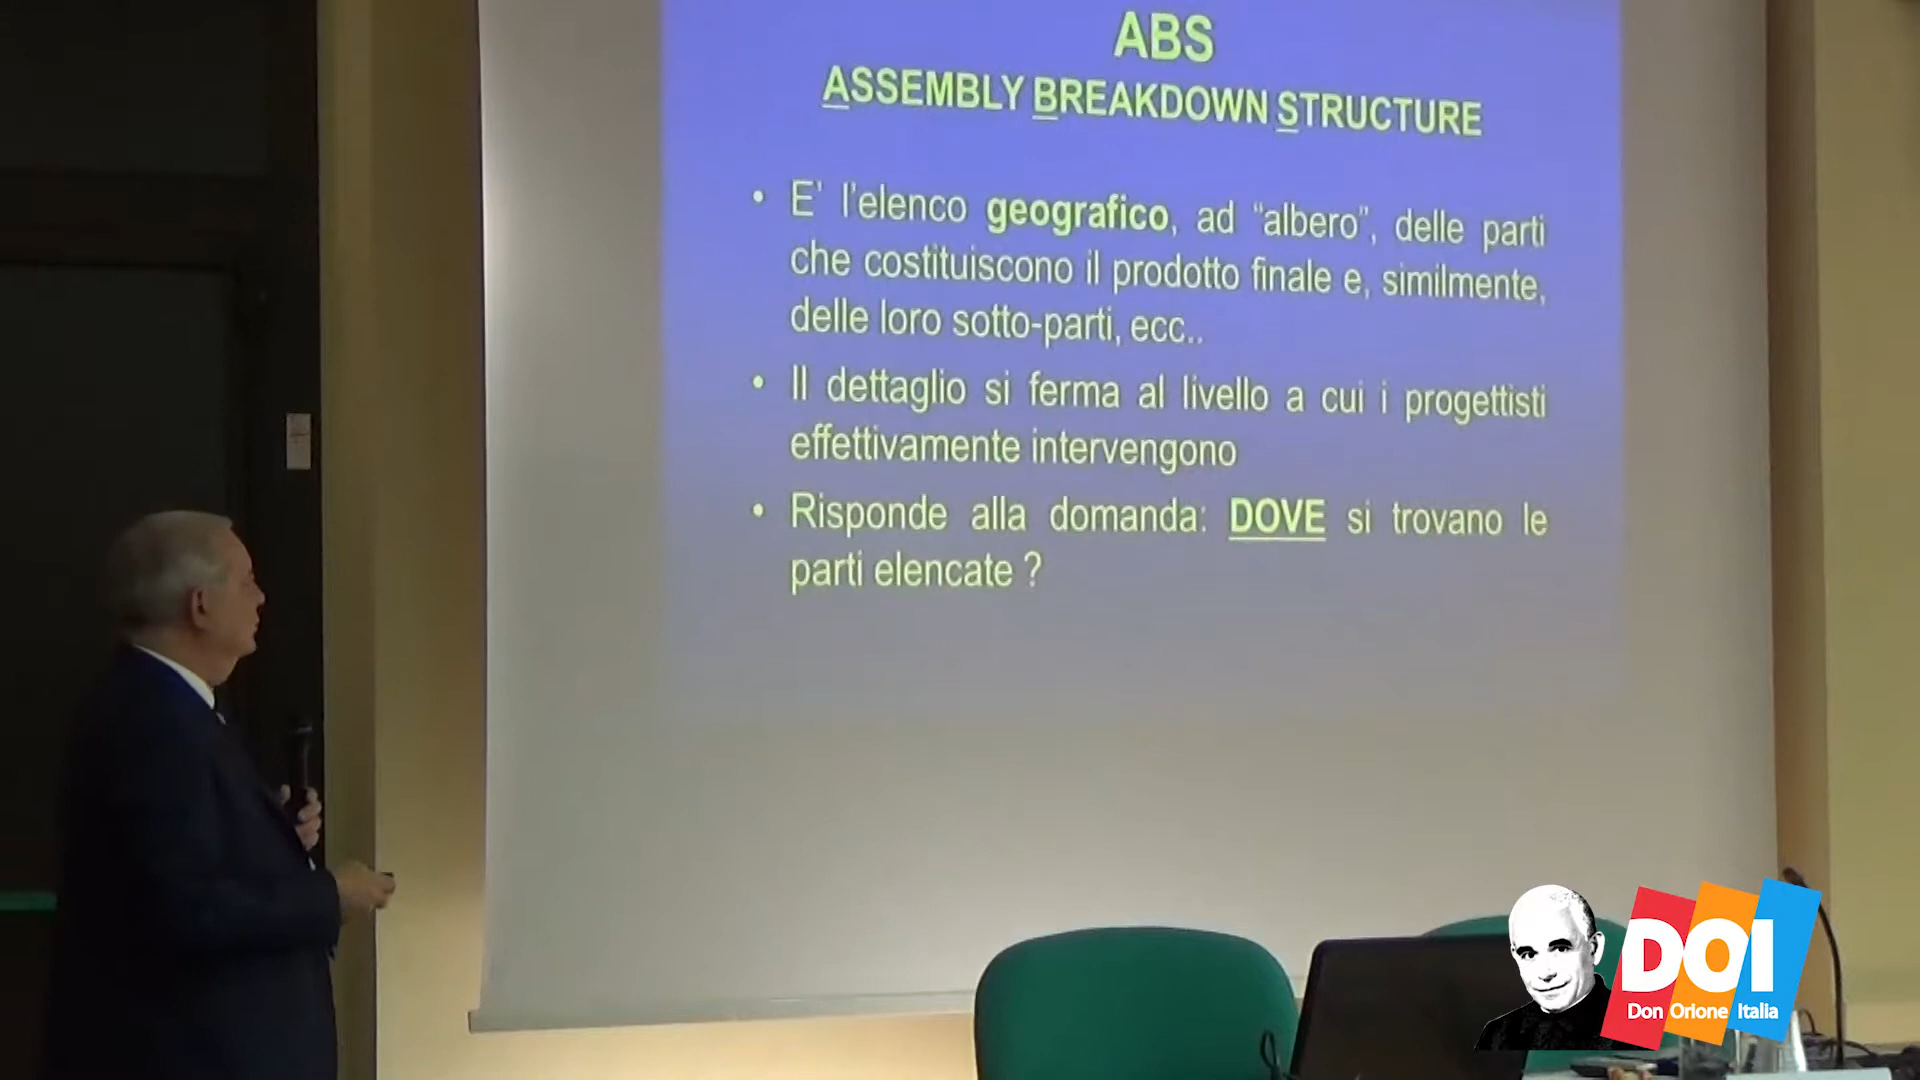 ABS
ASSEMBLY BREAKDOWN STRUCTURE
• E' l'elenco geografico, ad “albero”, delle parti
che costituiscono il prodotto finale e, similmente,
delle loro sotto-parti, ecc..
• Il dettaglio si ferma al livello a cui i progettisti
effettivamente intervengono
• Risponde alla domanda: DOVE si trovano le
parti elencate ?
DOI
Don Orione Italia